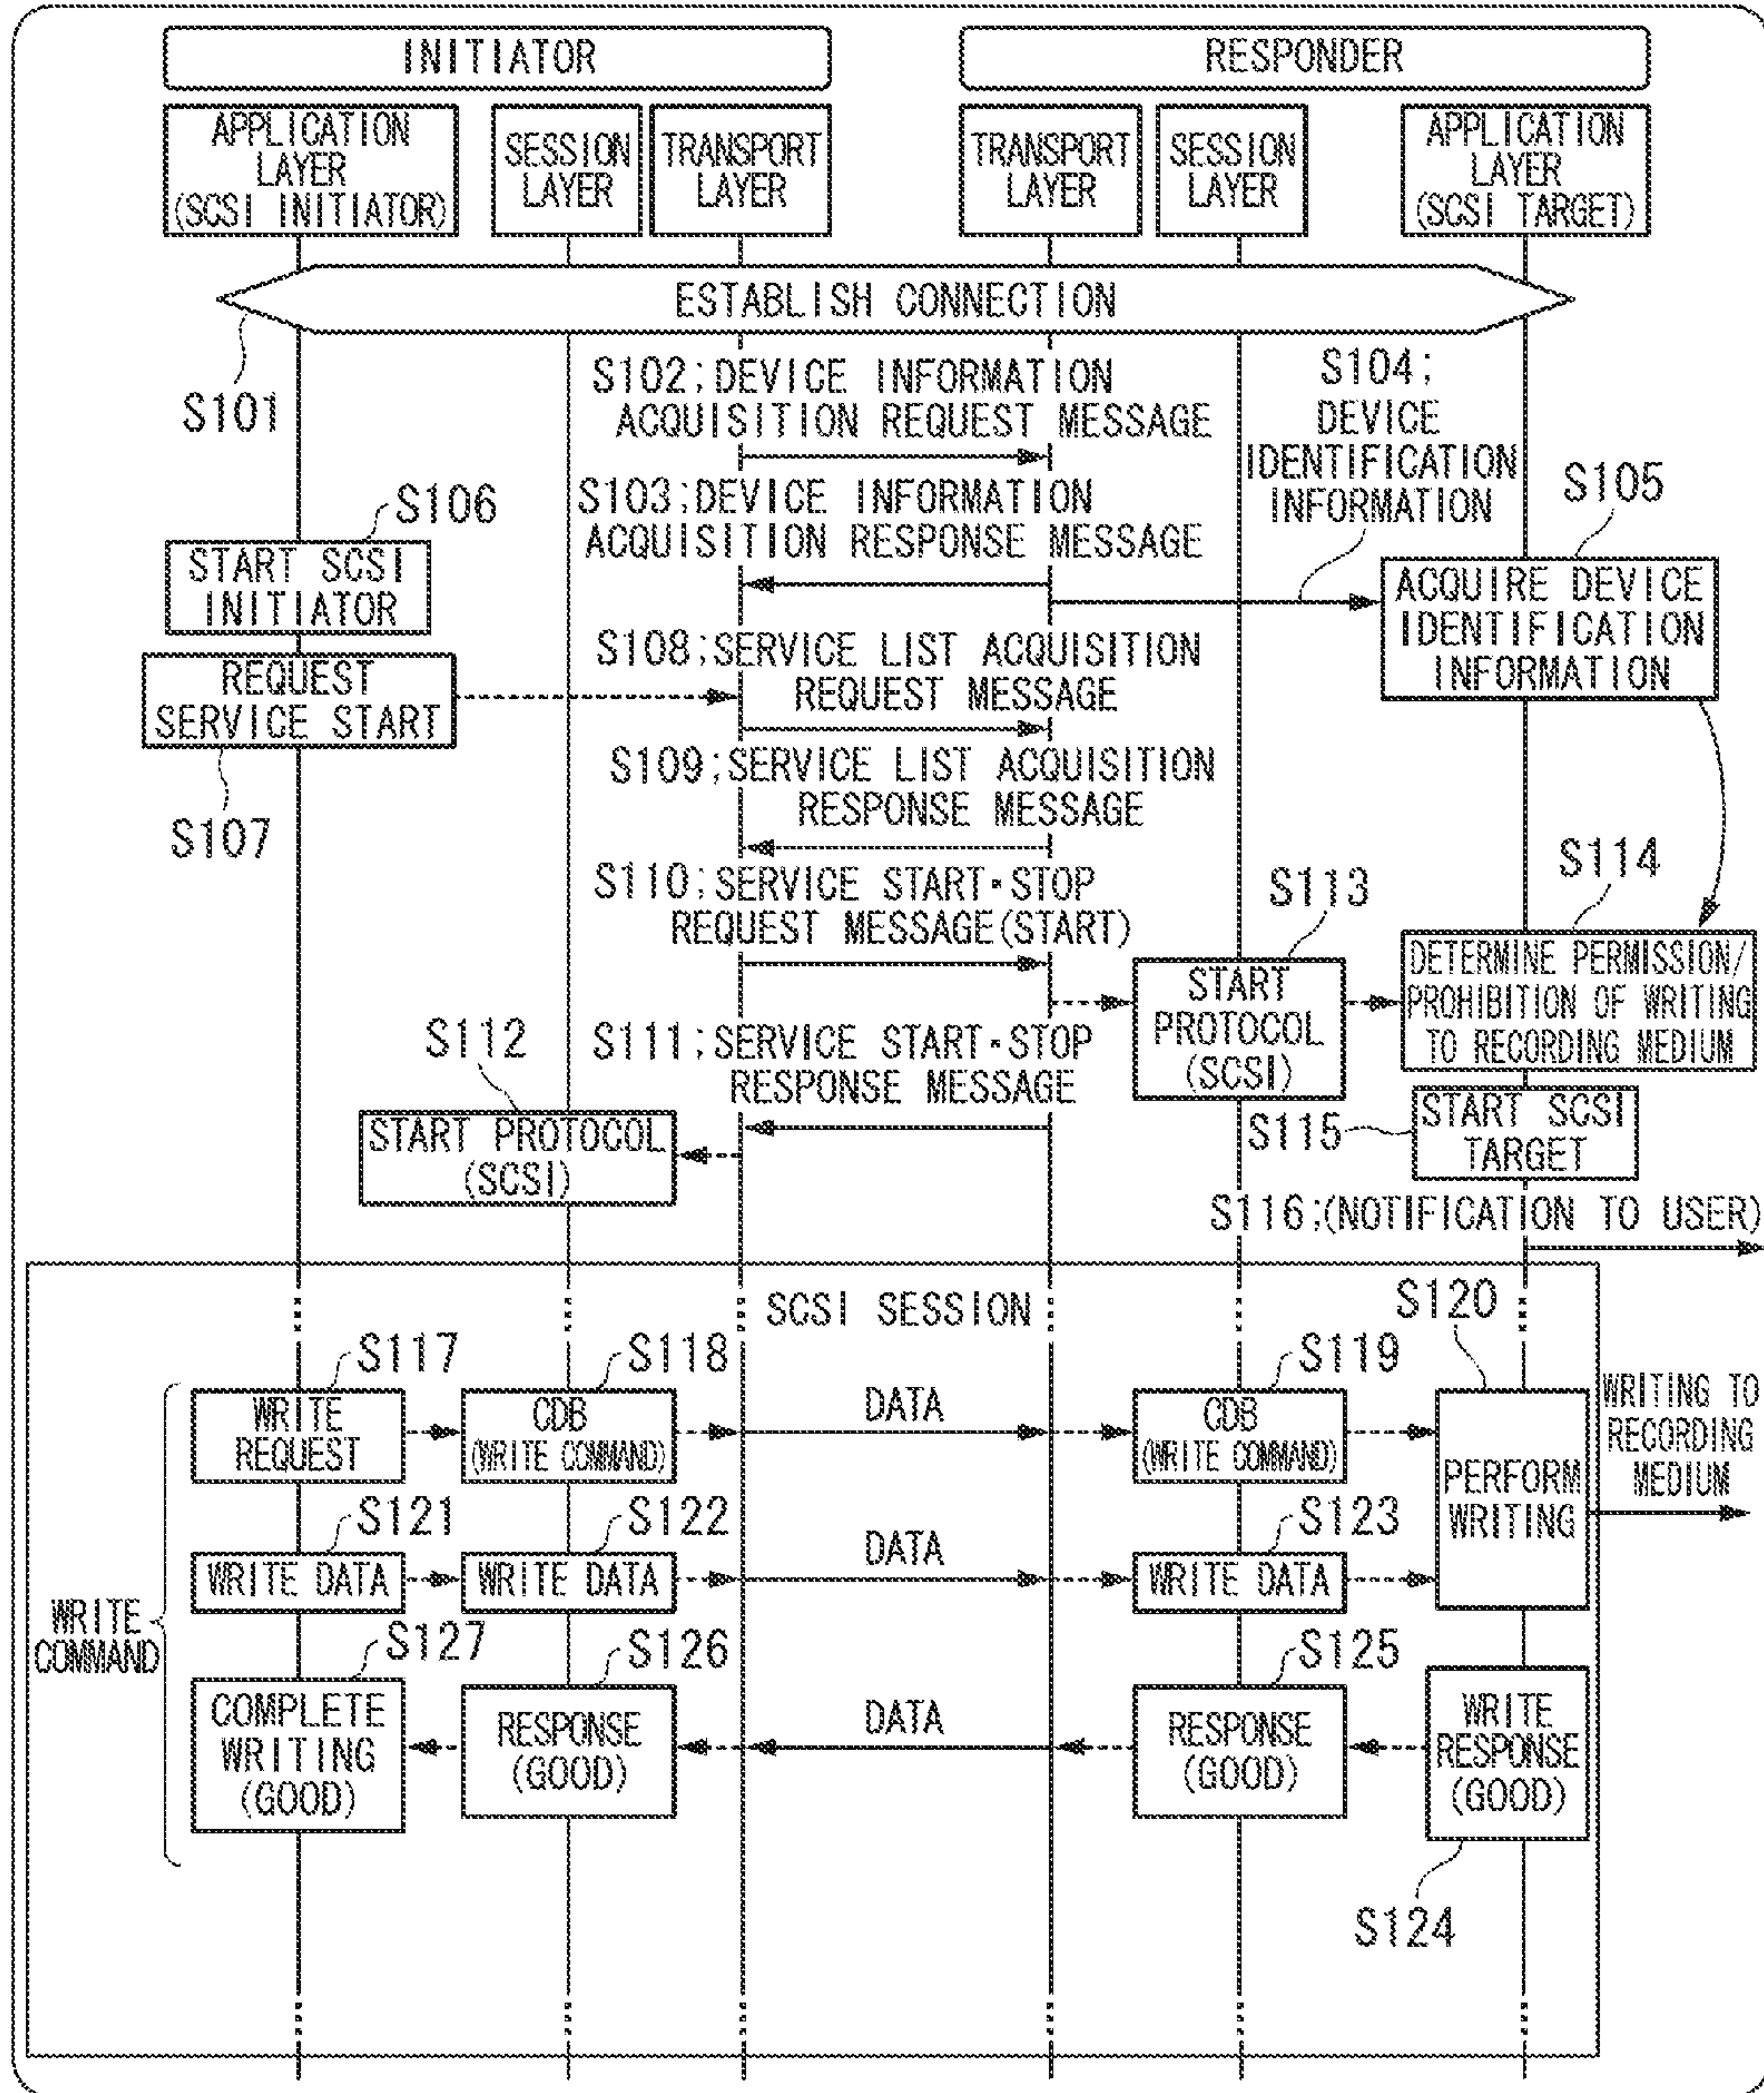 INITIATOR
RESPONDER
APPLICATION
LAYER
(SCSI INITIATOR)
SESSION
LAYER
TRANSPORT
LAYER
TRANSPORT
LAYER
SESSION
LAYER
APPLICATION
LAYER
(SCSI TARGET)
ESTABLISH CONNECTION
S101
S102;DEVICE INFORMATION
ACQUISITION REQUEST MESSAGE
S104;
DEVICE
IDENTIFICATION
INFORMATION
S103;DEVICE INFORMATION
ACQUISITION RESPONSE MESSAGE
S105
ACQUIRE DEVICE
IDENTIFICATION
INFORMATION
S106
START SCSI
INITIATOR
REQUEST
SERVICE START
S107
S108;SERVICE LIST ACQUISITION
REQUEST MESSAGE
S109;SERVICE LIST ACQUISITION
RESPONSE MESSAGE
S110;SERVICE START・STOP
REQUEST MESSAGE(START)
S113
START
PROTOCOL
(SCSI)
S114
DETERMINE PERMISSION/
PROHIBITION OF WRITING
TO RECORDING MEDIUM
S111;SERVICE START・STOP
RESPONSE MESSAGE
S112
START PROTOCOL
(SCSI)
S115
START SCSI
TARGET
S116;(NOTIFICATION TO USER)
SCSI SESSION
S117
WRITE
REQUEST
S118
CDB
(WRITE COMMAND)
DATA
S119
CDB
(WRITE COMMAND)
S120
PERFORM
WRITING
WRITING TO
RECORDING
MEDIUM
S121
WRITE DATA
S122
WRITE DATA
DATA
S123
WRITE DATA
WRITE
COMMAND
S127
COMPLETE
WRITING
(GOOD)
S126
RESPONSE
(GOOD)
DATA
S125
RESPONSE
(GOOD)
WRITE
RESPONSE
(GOOD)
S124